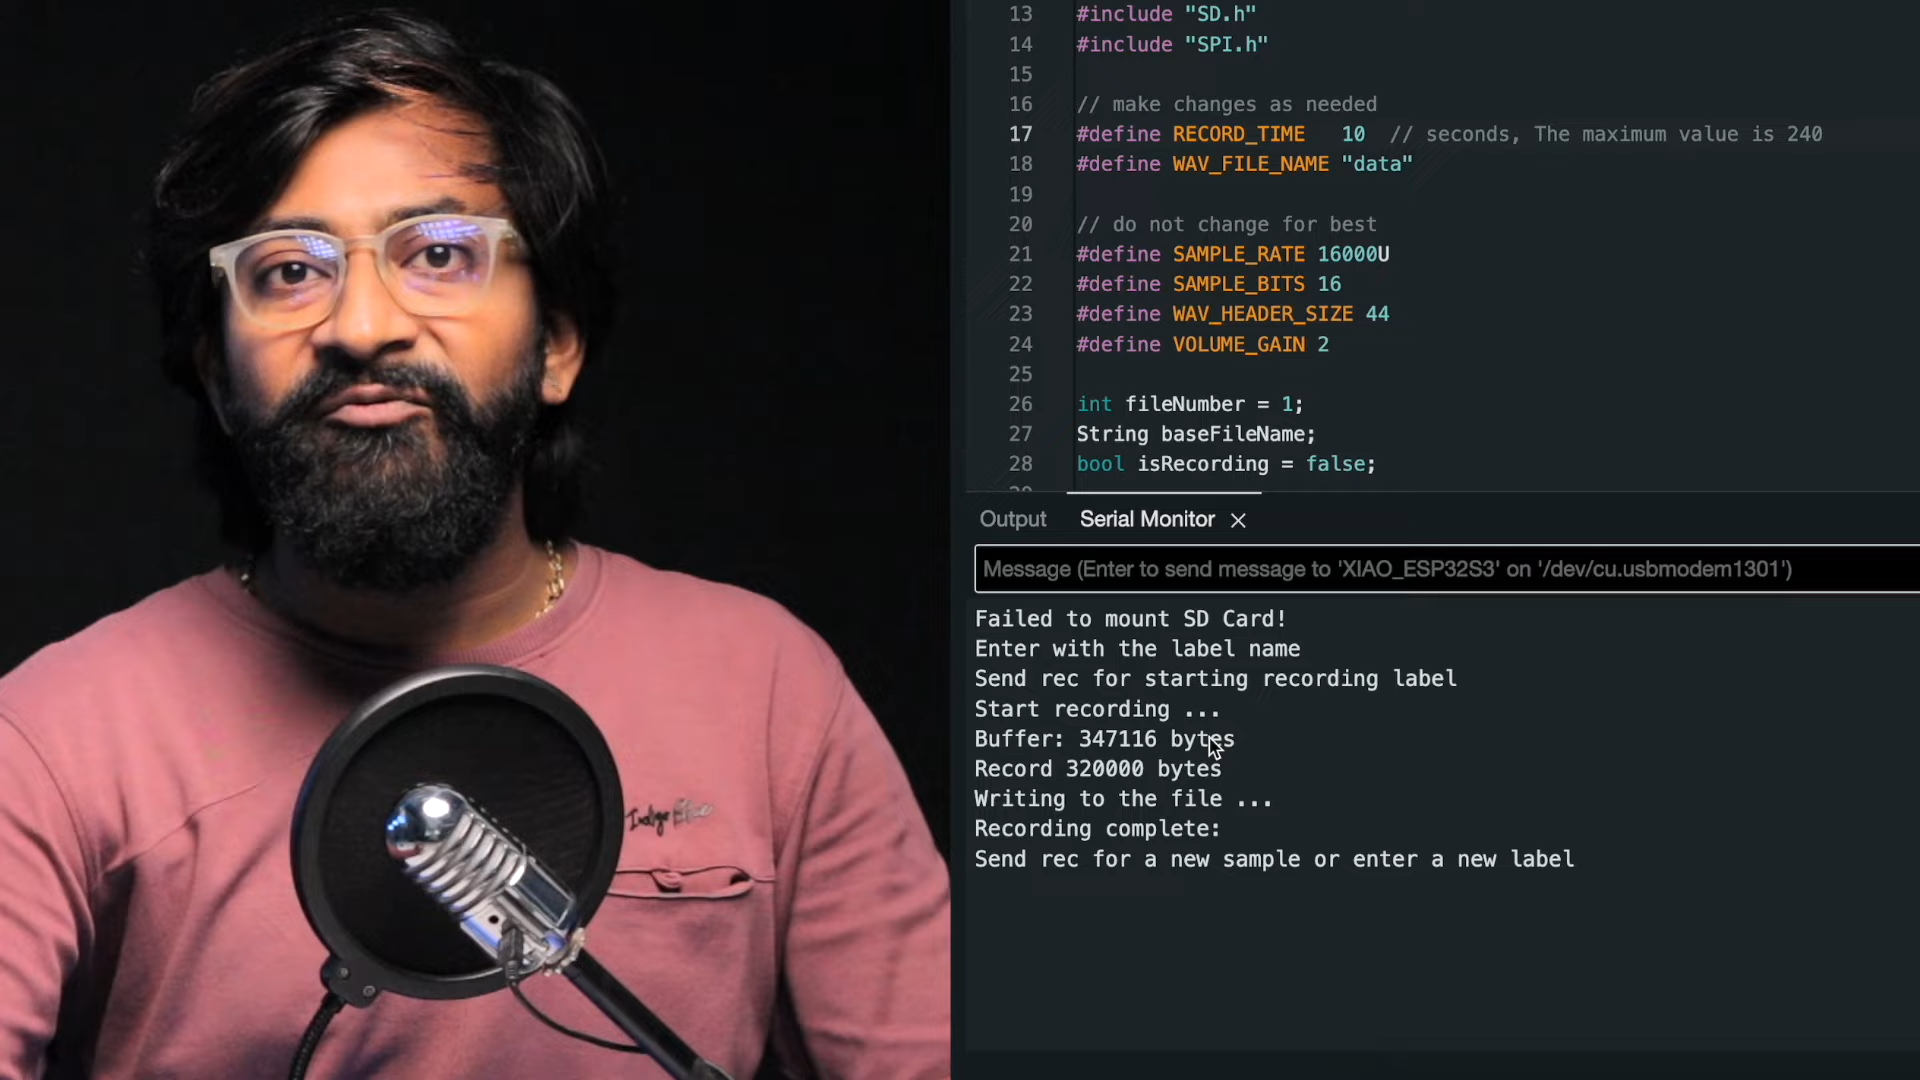 13 #include "SD.h"
14 #include "SPI.h"
15
16 // make changes as needed
17 #define RECORD_TIME   10  // seconds, The maximum value is 240
18 #define WAV_FILE_NAME "data"
19
20 // do not change for best
21 #define SAMPLE_RATE 16000U
22 #define SAMPLE_BITS 16
23 #define WAV_HEADER_SIZE 44
24 #define VOLUME_GAIN 2
25
26 int fileNumber = 1;
27 String baseFileName;
28 bool isRecording = false;
Output Serial Monitor
Message (Enter to send message to 'XIAO_ESP32S3' on '/dev/cu.usbmodem1301')
Failed to mount SD Card!
Enter with the label name
Send rec for starting recording label
Start recording ...
Buffer: 347116 bytes
Record 320000 bytes
Writing to the file ...
Recording complete:
Send rec for a new sample or enter a new label